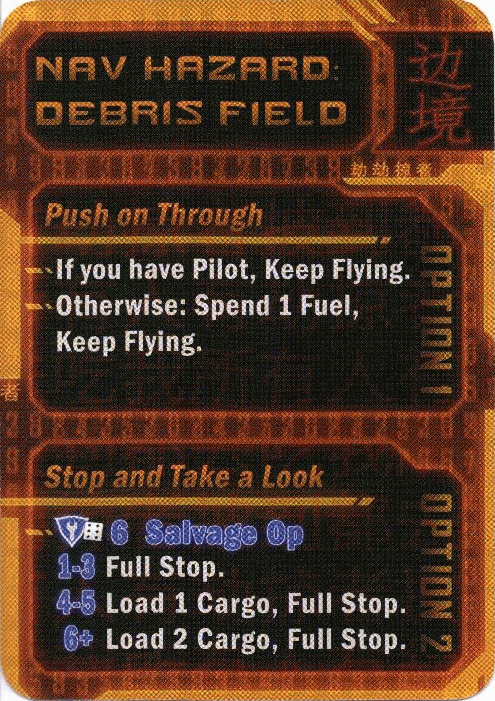 NAV HAZARD:
DEBRIS FIELD
边境
Push on Through
If you have Pilot, Keep Flying.
Otherwise: Spend 1 Fuel,
Keep Flying.
OPTION 1
者
Stop and Take a Look
6 Salvage Op
1-3 Full Stop.
4-5 Load 1 Cargo, Full Stop.
6+ Load 2 Cargo, Full Stop.
OPTION 2